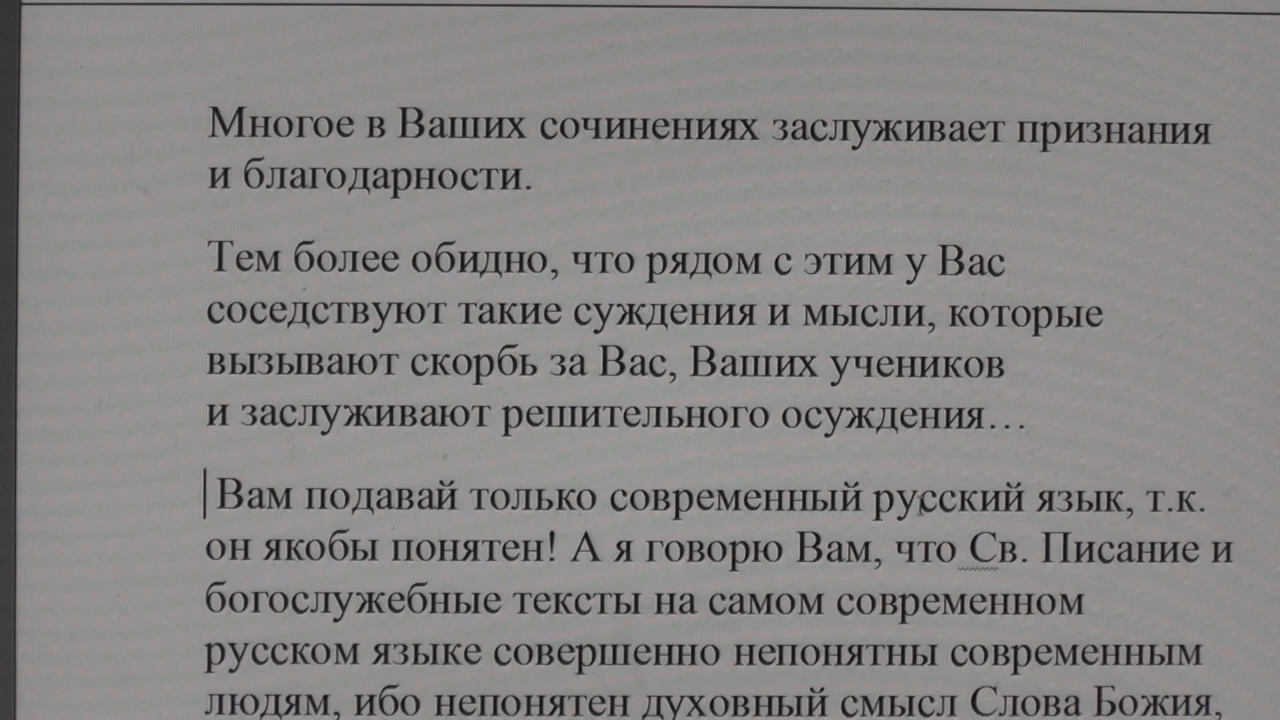 Многое в Ваших сочинениях заслуживает признания
и благодарности.
Тем более обидно, что рядом с этим у Вас
соседствуют такие суждения и мысли, которые
вызывают скорбь за Вас, Ваших учеников
и заслуживают решительного осуждения…
Вам подавай только современный русский язык, т.к.
он якобы понятен! А я говорю Вам, что Св. Писание и
богослужебные тексты на самом современном
русском языке совершенно непонятны современным
людям, ибо непонятен духовный смысл Слова Божия,